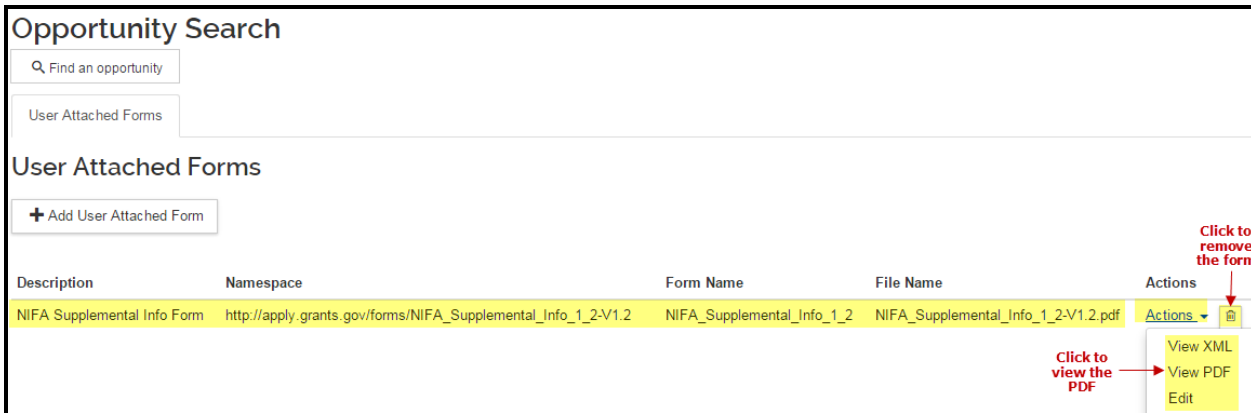 Opportunity Search
Find an opportunity
User Attached Forms
User Attached Forms
Add User Attached Form
Click to
remove
the form
Description Namespace Form Name File Name Actions
NIFA Supplemental Info Form http://apply.grants.gov/forms/NIFA_Supplemental_Info_1_2-V1.2 NIFA_Supplemental_Info_1_2 NIFA_Supplemental_Info_1_2-V1.2.pdf Actions
View XML
Click to
view the
PDF
View PDF
Edit